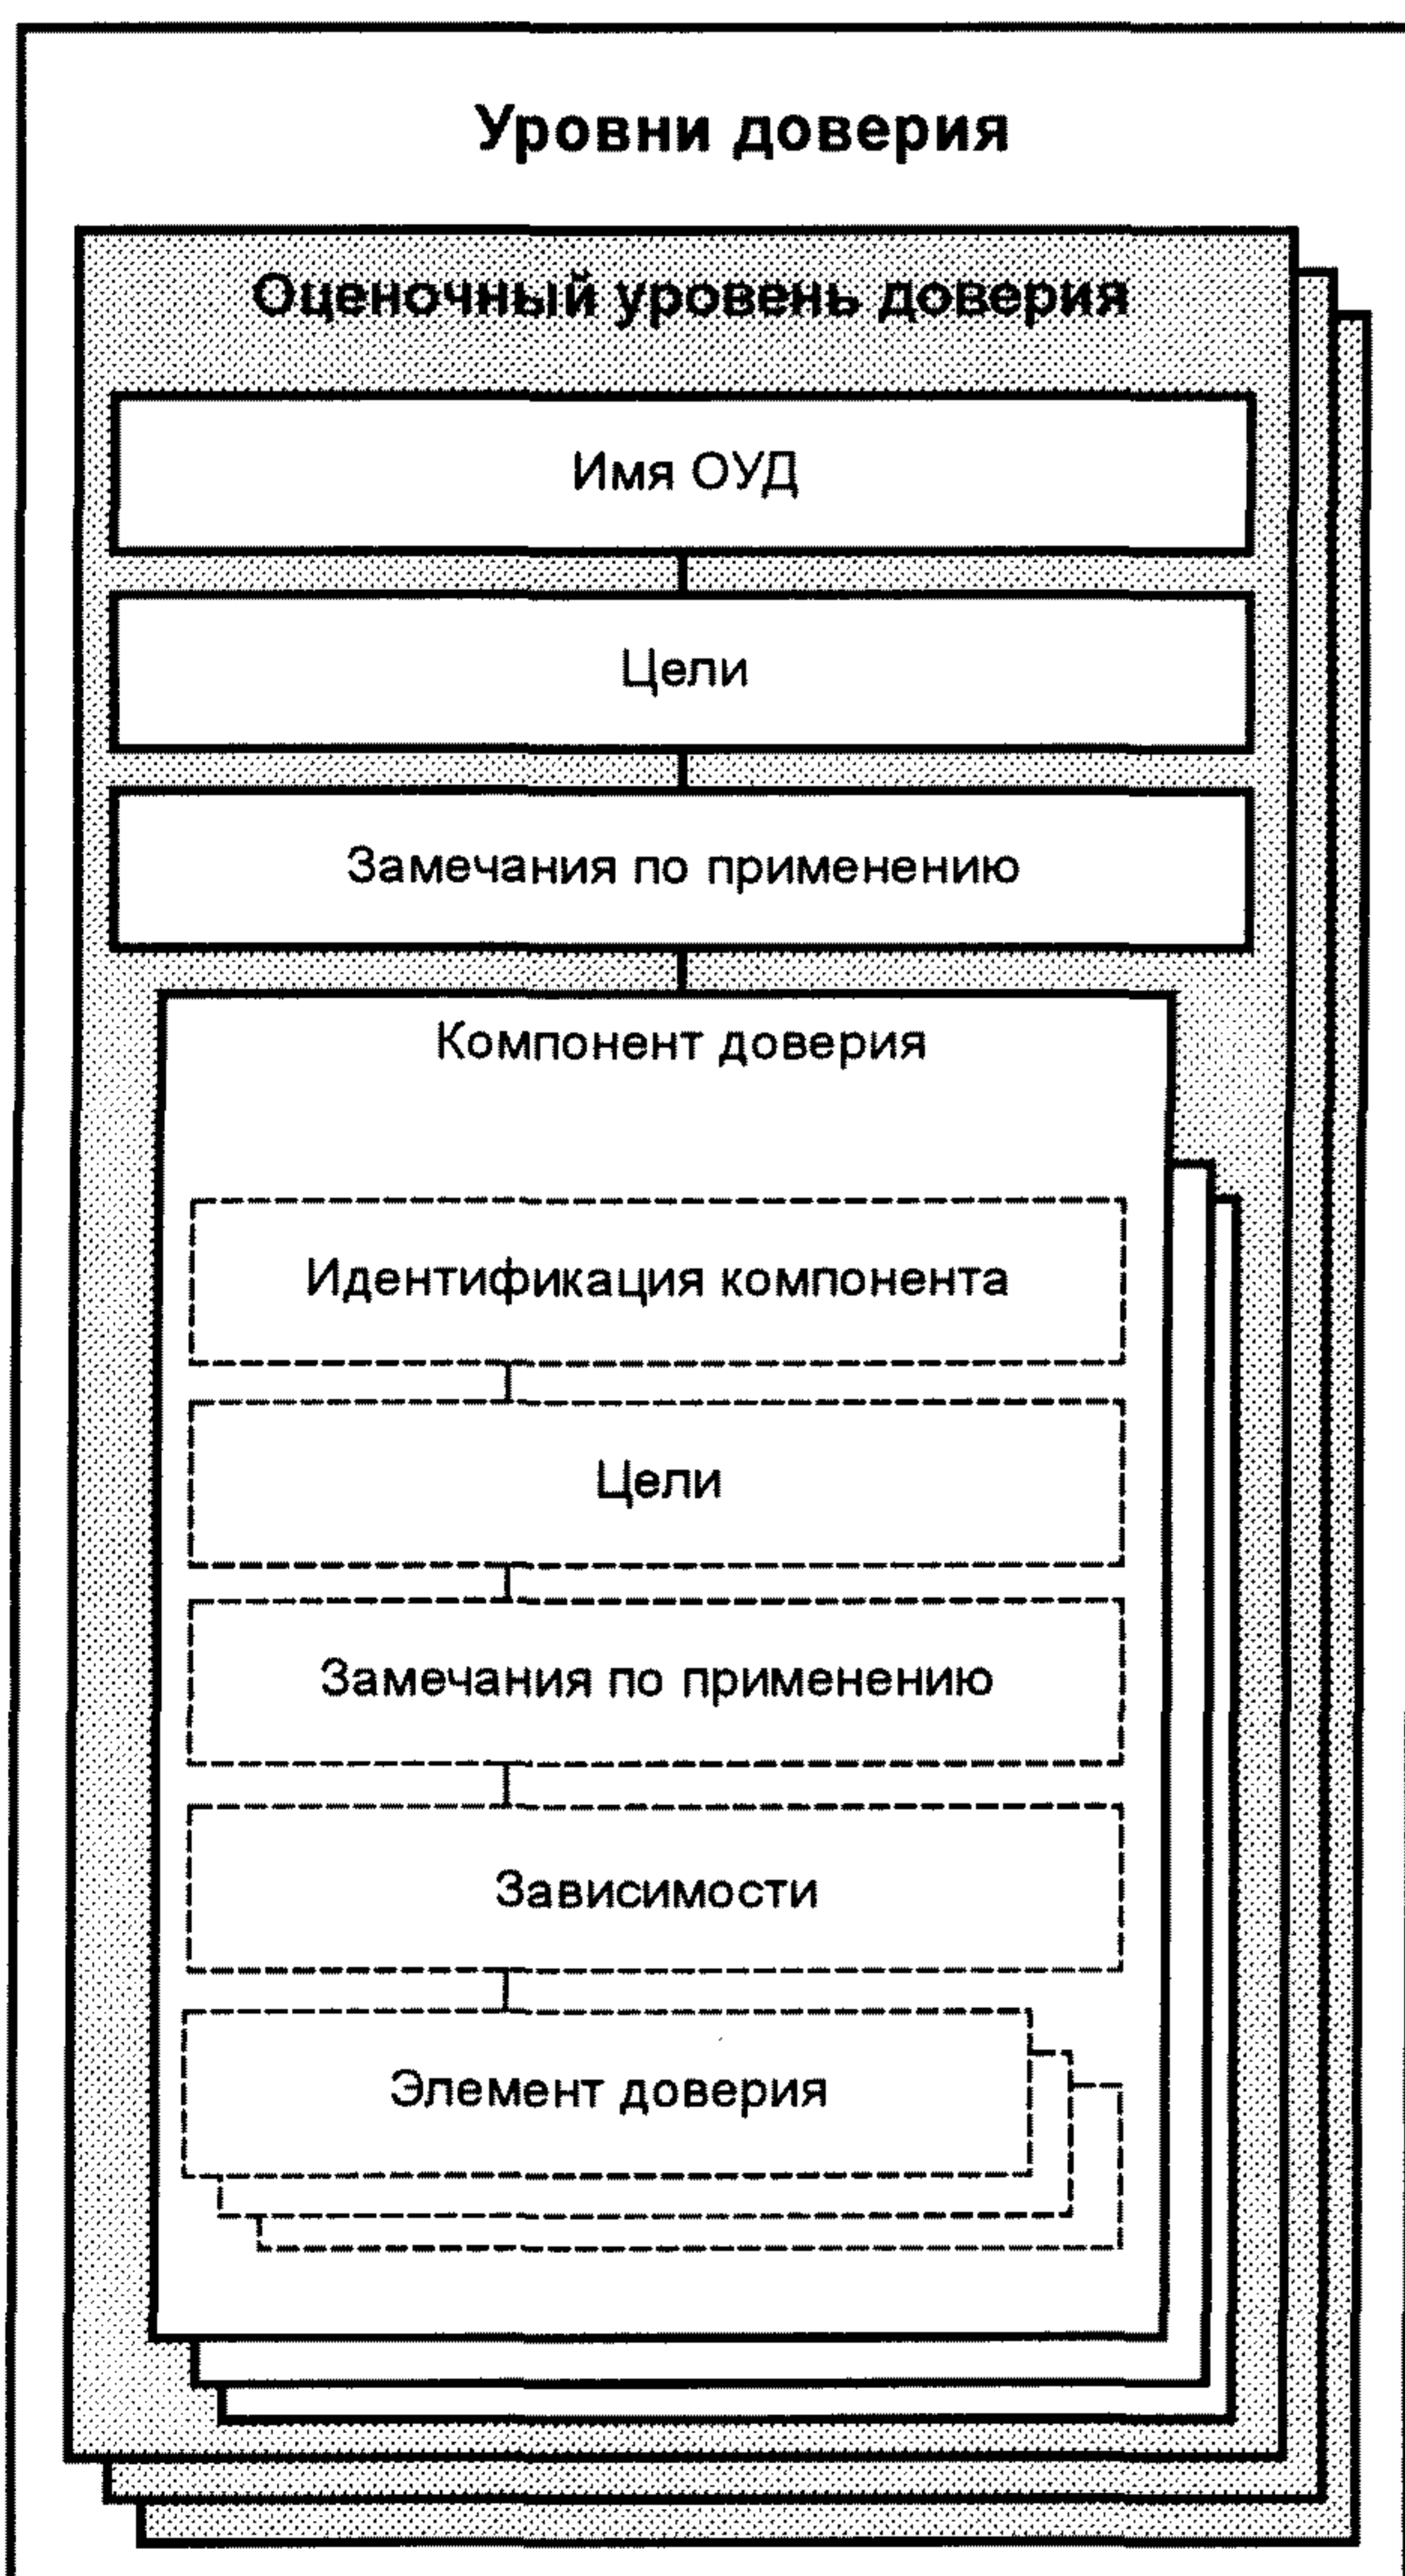 Уровни доверия
Оценочный уровень доверия
Имя ОУД
Цели
Замечания по применению
Компонент доверия
Идентификация компонента
Цели
Замечания по применению
Зависимости
Элемент доверия